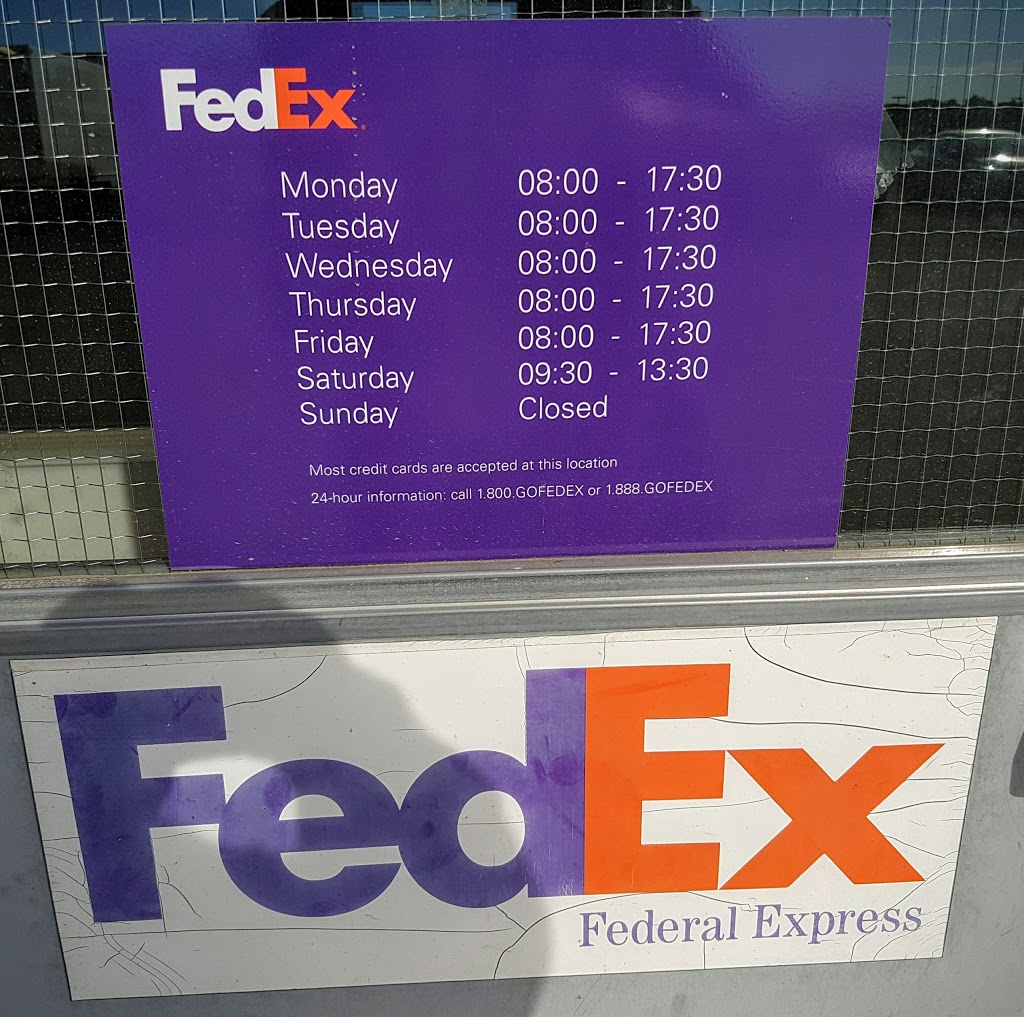 FedEx
Monday 08:00 - 17:30
Tuesday 08:00 - 17:30
Wednesday 08:00 - 17:30
Thursday 08:00 - 17:30
Friday 08:00 - 17:30
Saturday 09:30 - 13:30
Sunday Closed
Most credit cards are accepted at this location
24-hour information: call 1.800.GOFEDEX or 1.888.GOFEDEX
FedEx
Federal Express